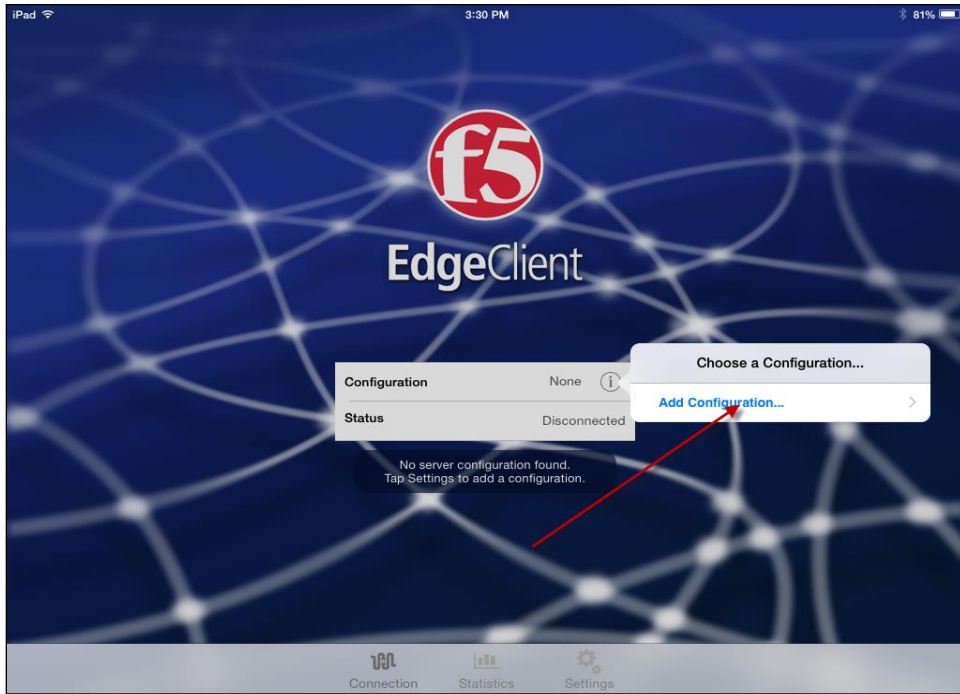 iPad
3:30 PM
81%
f5
EdgeClient
Choose a Configuration...
Configuration None
Add Configuration...
Status Disconnected
No server configuration found.
Tap Settings to add a configuration.
Connection Statistics Settings